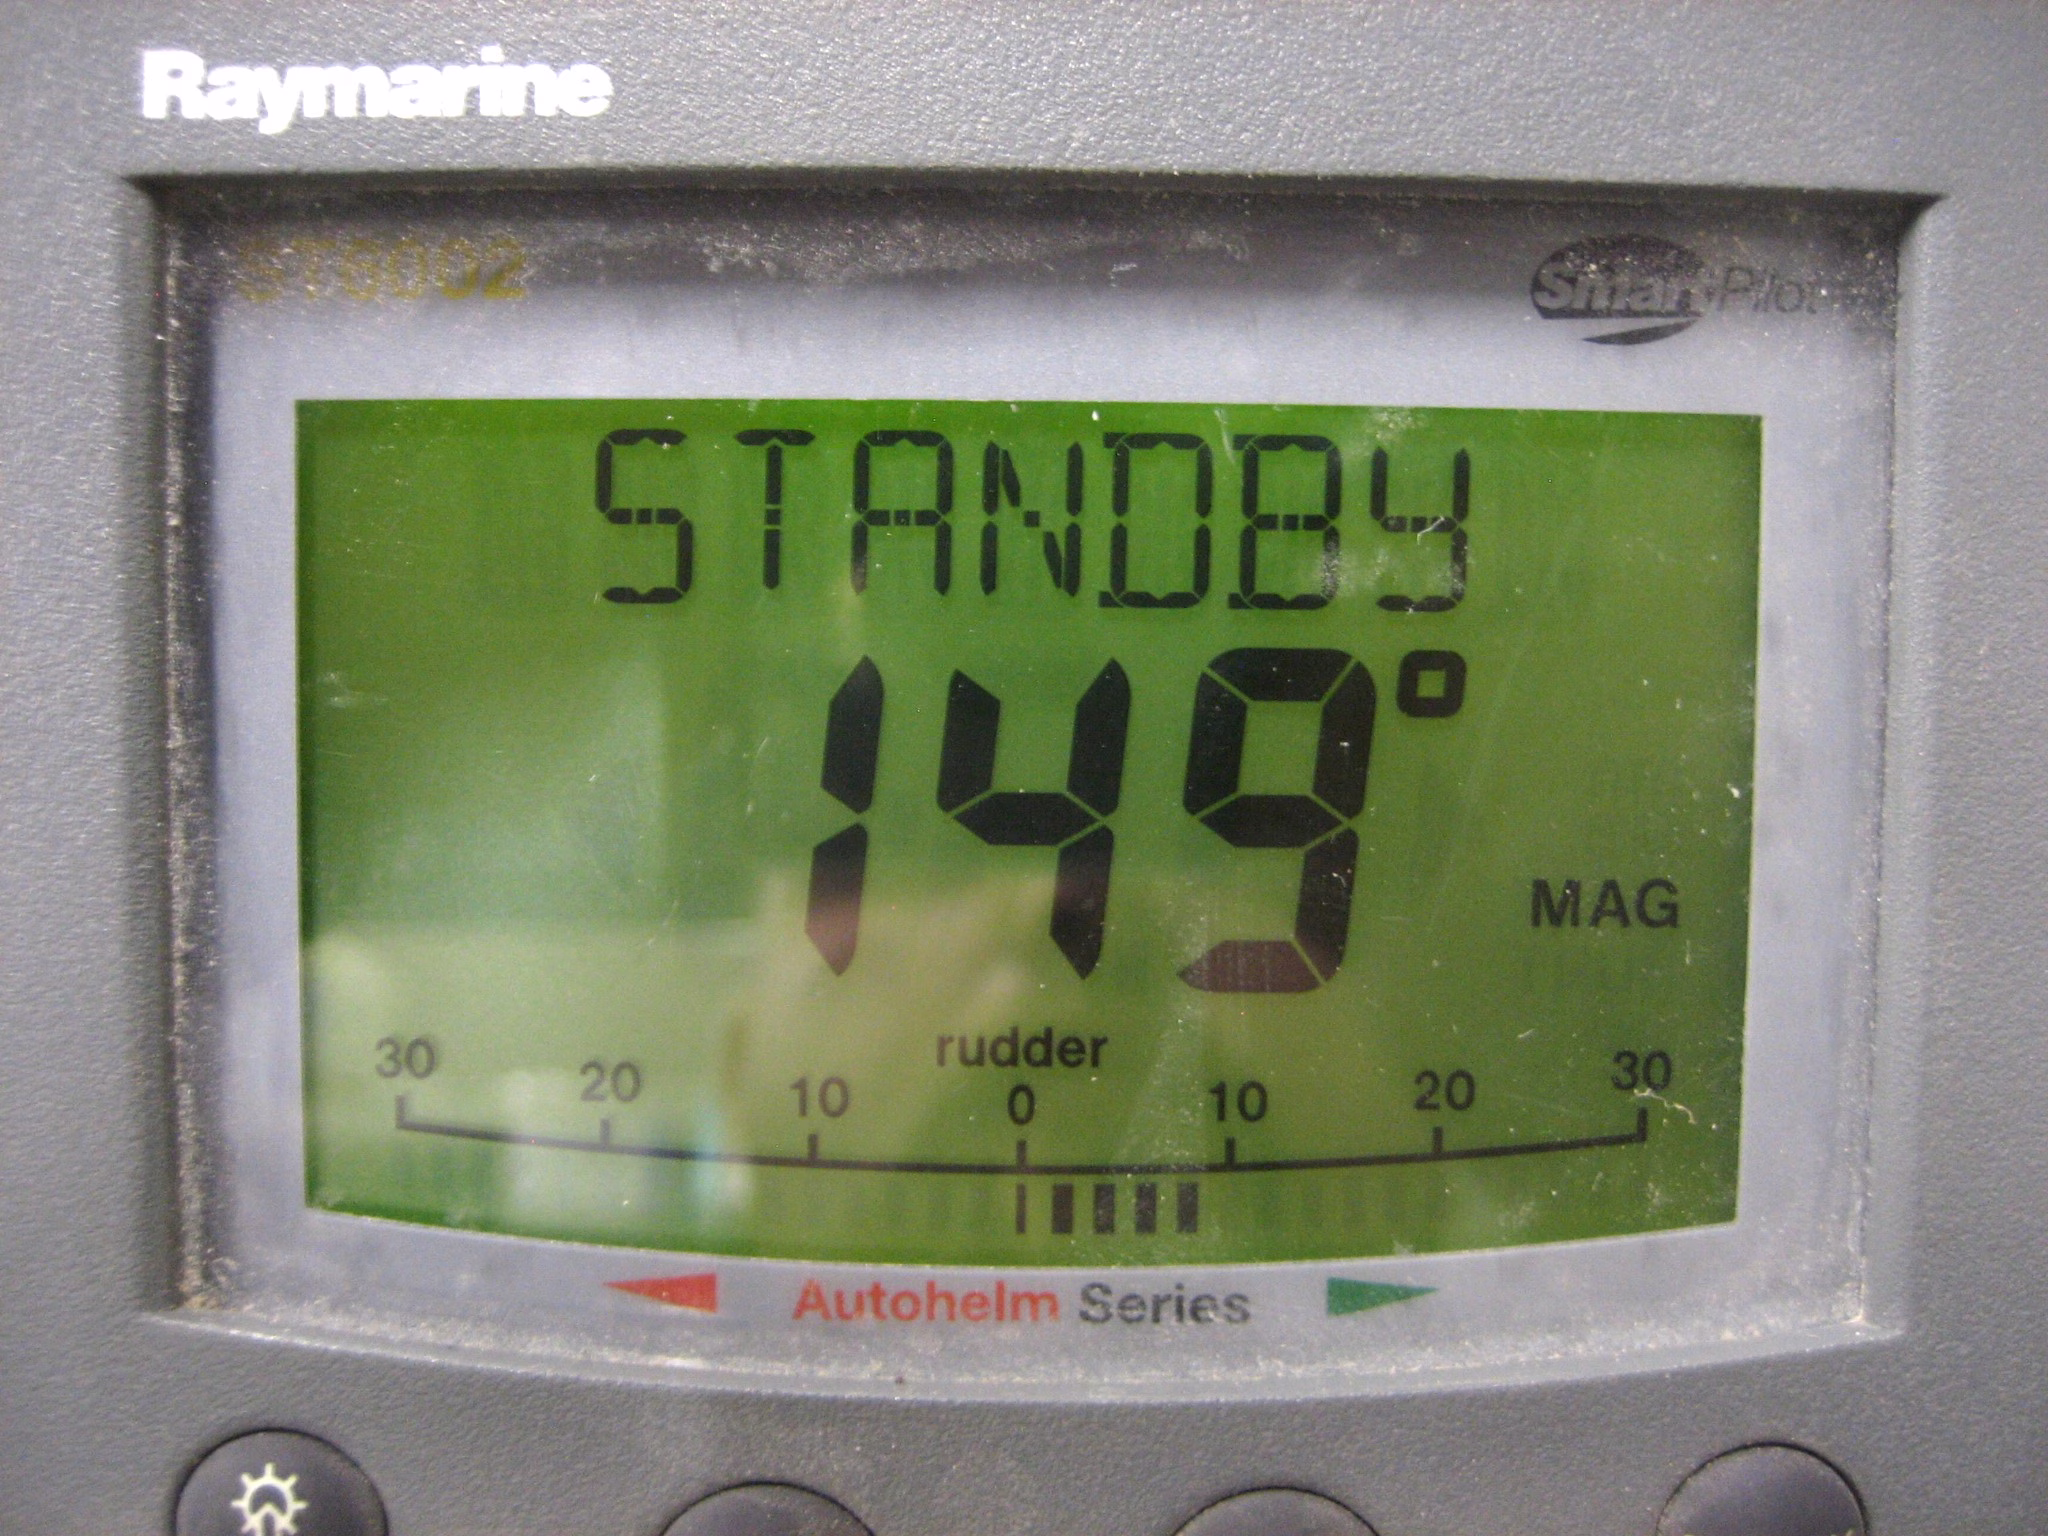 Raymarine
ST6002
SmartPilot
STANDBY
149°
MAG
rudder
30 20 10 0 10 20 30
Autohelm Series